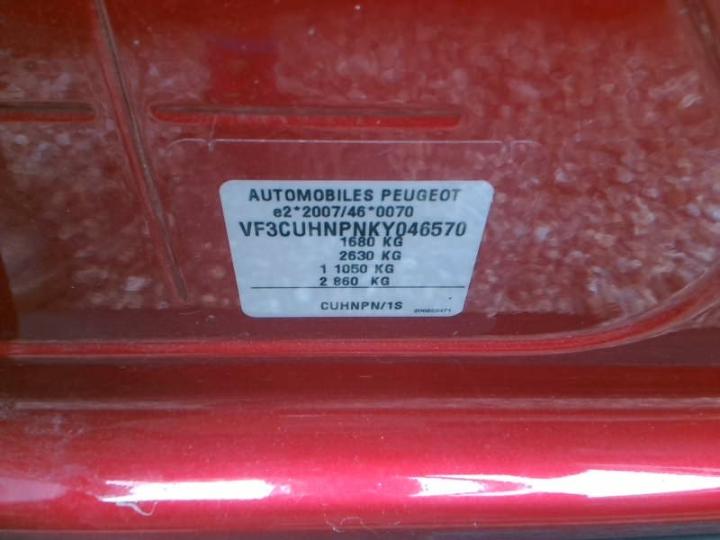 AUTOMOBILES PEUGEOT
e2*2007/46*0070
VF3CUHNPNKY046570
1680 KG
2630 KG
1 1050 KG
2 860 KG
CUHNPN/1S